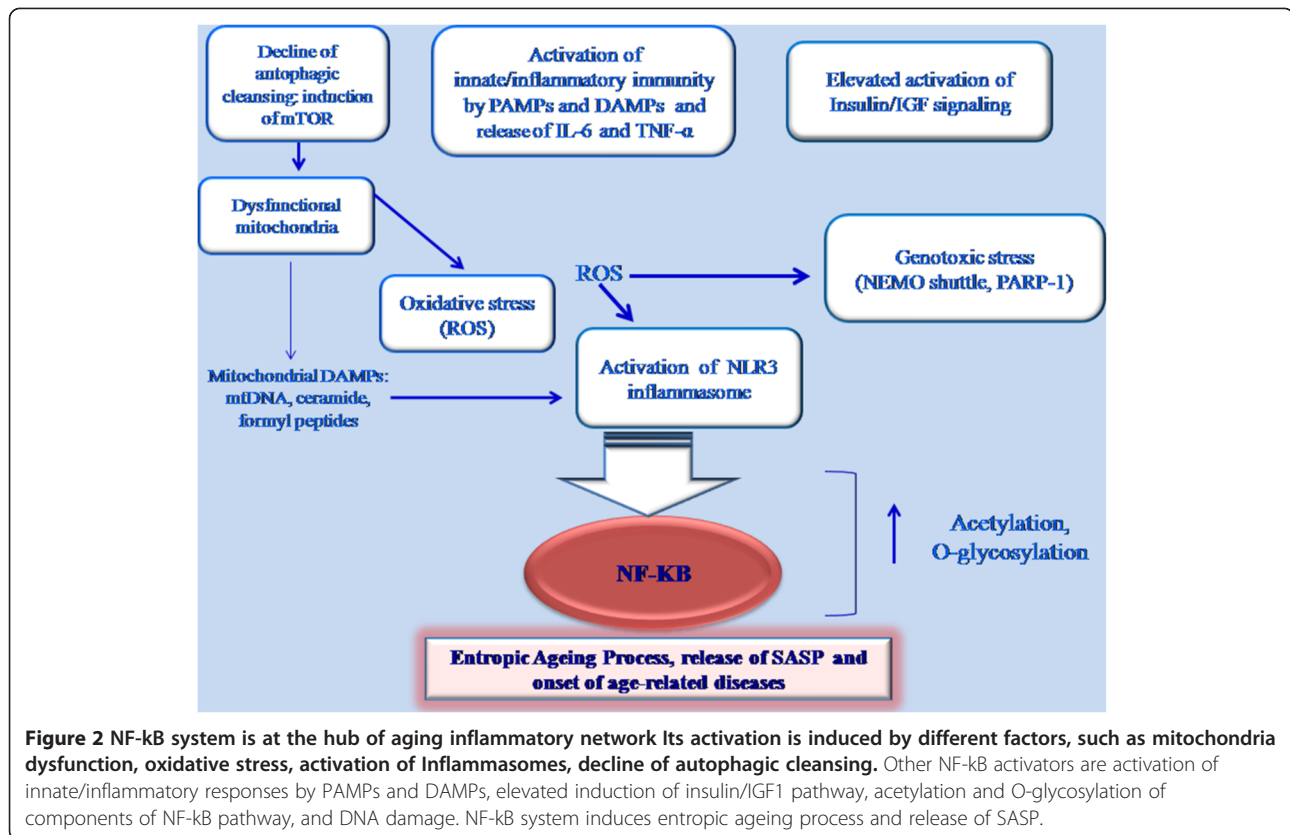 Decline of
autophagic
cleansing: induction
of mTOR
Activation of
innate/inflammatory immunity
by PAMPs and DAMPs and
release of IL-6 and TNF-α
Elevated activation of
Insulin/IGF signaling
Dysfunctional
mitochondria
Oxidative stress
(ROS)
ROS
Genotoxic stress
(NEMO shuttle, PARP-1)
Mitochondrial DAMPs:
mtDNA, ceramide,
formyl peptides
Activation of NLR3
inflammasome
Acetylation,
O-glycosylation
NF-KB
Entropic Ageing Process, release of SASP and
onset of age-related diseases
Figure 2 NF-kB system is at the hub of aging inflammatory network Its activation is induced by different factors, such as mitochondria
dysfunction, oxidative stress, activation of Inflammasomes, decline of autophagic cleansing. Other NF-kB activators are activation of
innate/inflammatory responses by PAMPs and DAMPs, elevated induction of insulin/IGF1 pathway, acetylation and O-glycosylation of
components of NF-kB pathway, and DNA damage. NF-kB system induces entropic ageing process and release of SASP.